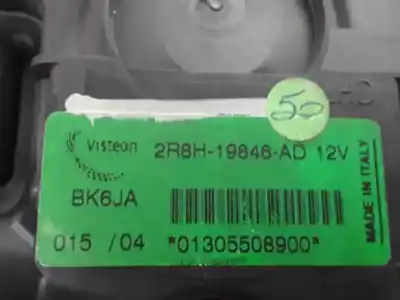 50
Visteon 2R8H-19846-AD 12V
BK6JA
015 /04 *01305508900*
MADE IN ITALY